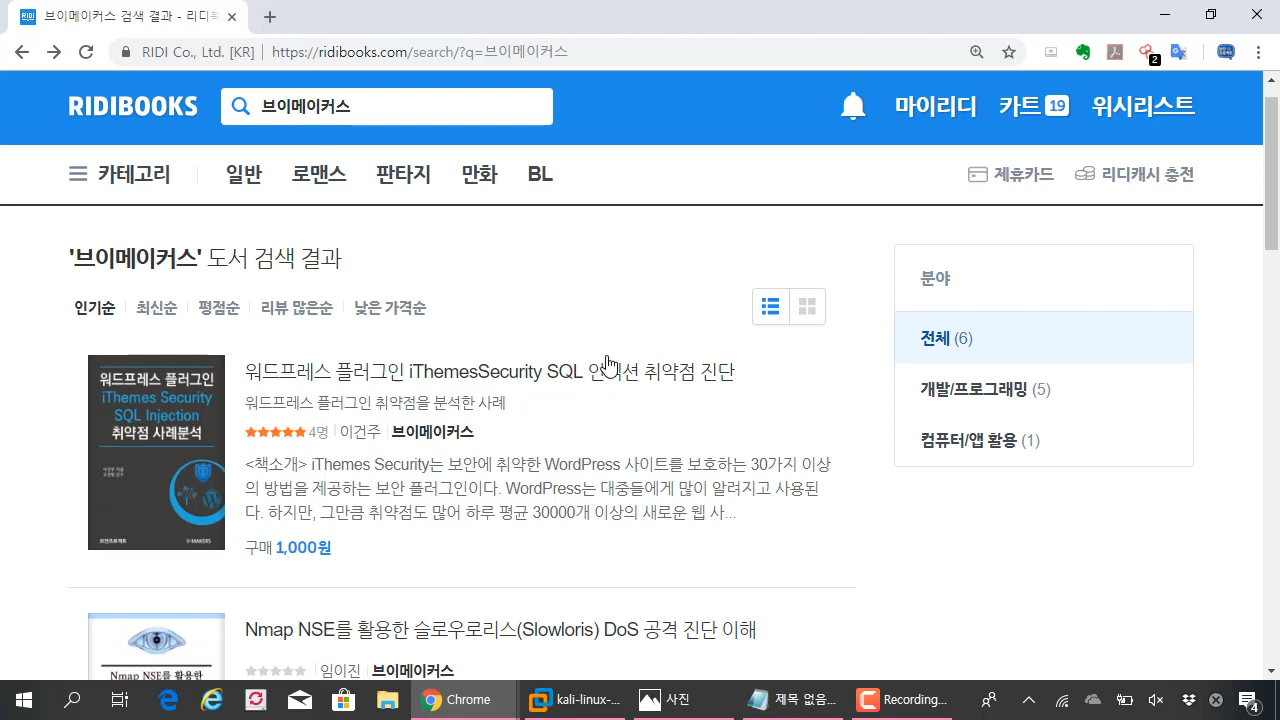 브이메이커스 검색 결과 - 리디북
RIDI Co., Ltd. [KR] | https://ridibooks.com/search/?q=브이메이커스
2
RIDIBOOKS
브이메이커스
마이리디
카트 19
위시리스트
카테고리
일반
로맨스
판타지
만화
BL
제휴카드
리디캐시 충전
'브이메이커스' 도서 검색 결과
인기순
최신순
평점순
리뷰 많은순
낮은 가격순
분야
전체 (6)
개발/프로그래밍 (5)
컴퓨터/앱 활용 (1)
워드프레스 플러그인
iThemes Security
SQL Injection
취약점 사례분석
보안프로젝트
V-MAKERS
워드프레스 플러그인 iThemesSecurity SQL 인젝션 취약점 진단
워드프레스 플러그인 취약점을 분석한 사례
4명 이건주 브이메이커스
<책소개> iThemes Security는 보안에 취약한 WordPress 사이트를 보호하는 30가지 이상
의 방법을 제공하는 보안 플러그인이다. WordPress는 대중들에게 많이 알려지고 사용된
다. 하지만, 그만큼 취약점도 많어 하루 평균 30000개 이상의 새로운 웹 사...
구매 1,000원
Nmap NSE를 활용한
Nmap NSE를 활용한 슬로우로리스(Slowloris) DoS 공격 진단 이해
임이진 브이메이커스
Chrome
kali-linux-...
사진
제목 없음...
Recording...
4